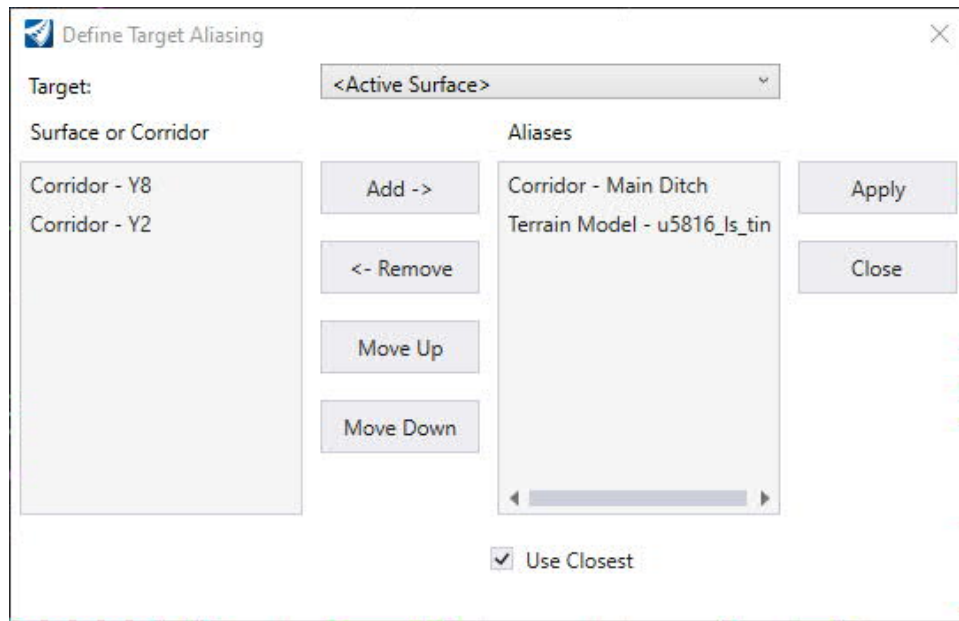 Define Target Aliasing
Target:
<Active Surface>
Surface or Corridor
Aliases
Corridor - Y8
Corridor - Y2
Add ->
<- Remove
Move Up
Move Down
Corridor - Main Ditch
Terrain Model - u5816_ls_tin
Apply
Close
Use Closest